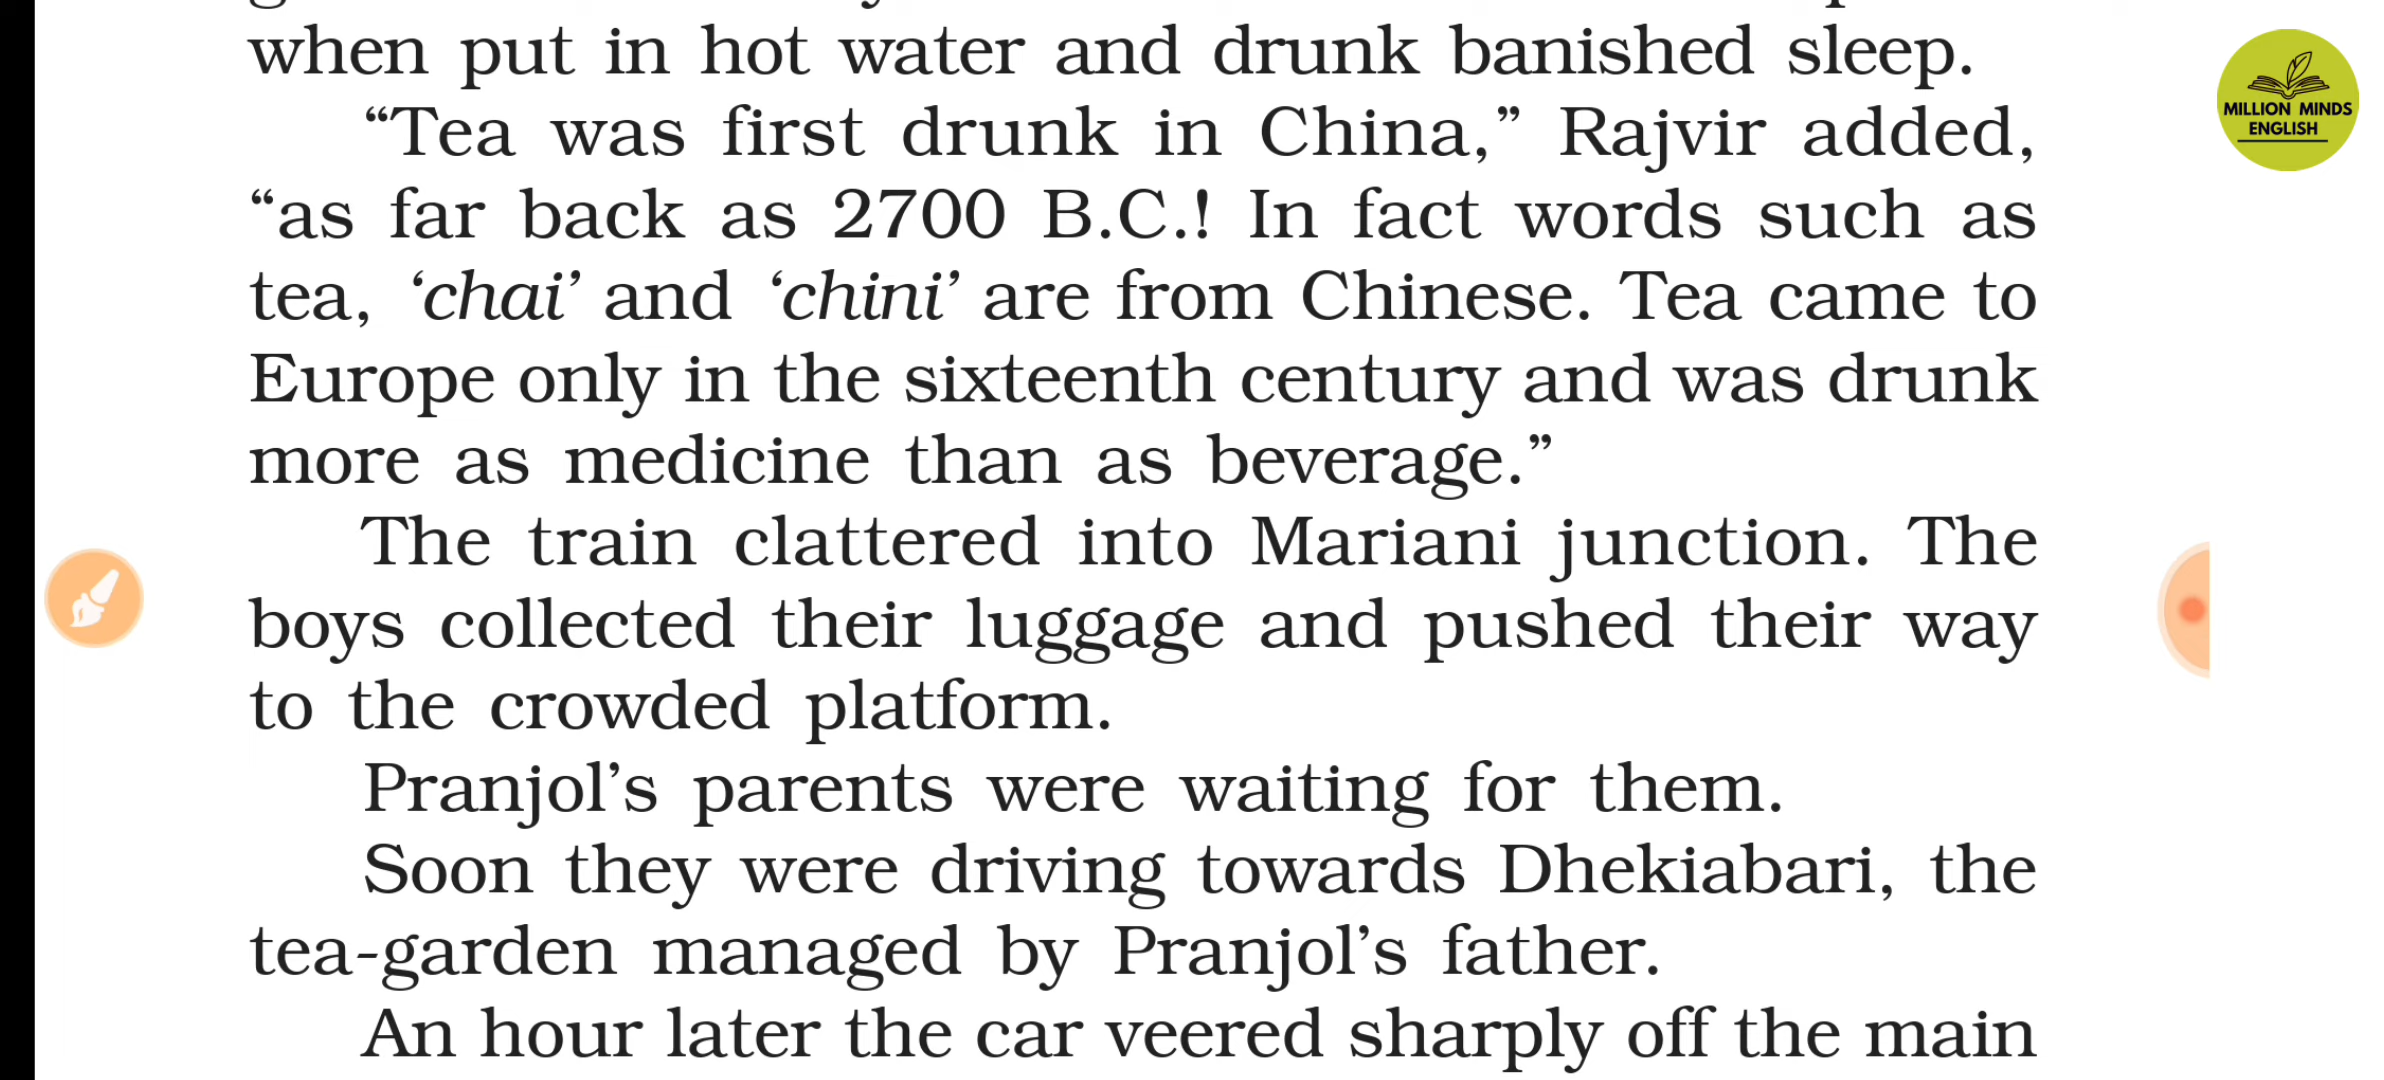 when put in hot water and drunk banished sleep.
“Tea was first drunk in China,” Rajvir added,
“as far back as 2700 B.C.! In fact words such as
tea, ‘chai’ and ‘chini’ are from Chinese. Tea came to
Europe only in the sixteenth century and was drunk
more as medicine than as beverage.”
The train clattered into Mariani junction. The
boys collected their luggage and pushed their way
to the crowded platform.
Pranjol’s parents were waiting for them.
Soon they were driving towards Dhekiabari, the
tea-garden managed by Pranjol’s father.
An hour later the car veered sharply off the main
MILLION MINDS
ENGLISH